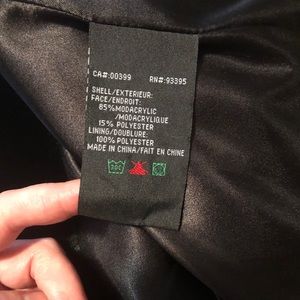 CA#:00399 RN#:93395
SHELL/EXTERIEUR:
FACE/ENDROIT:
85%MODACRYLIC
/MODACRYLIQUE
15% POLYESTER
LINING/DOUBLURE:
100% POLYESTER
MADE IN CHINA/FAIT EN CHINE
30C